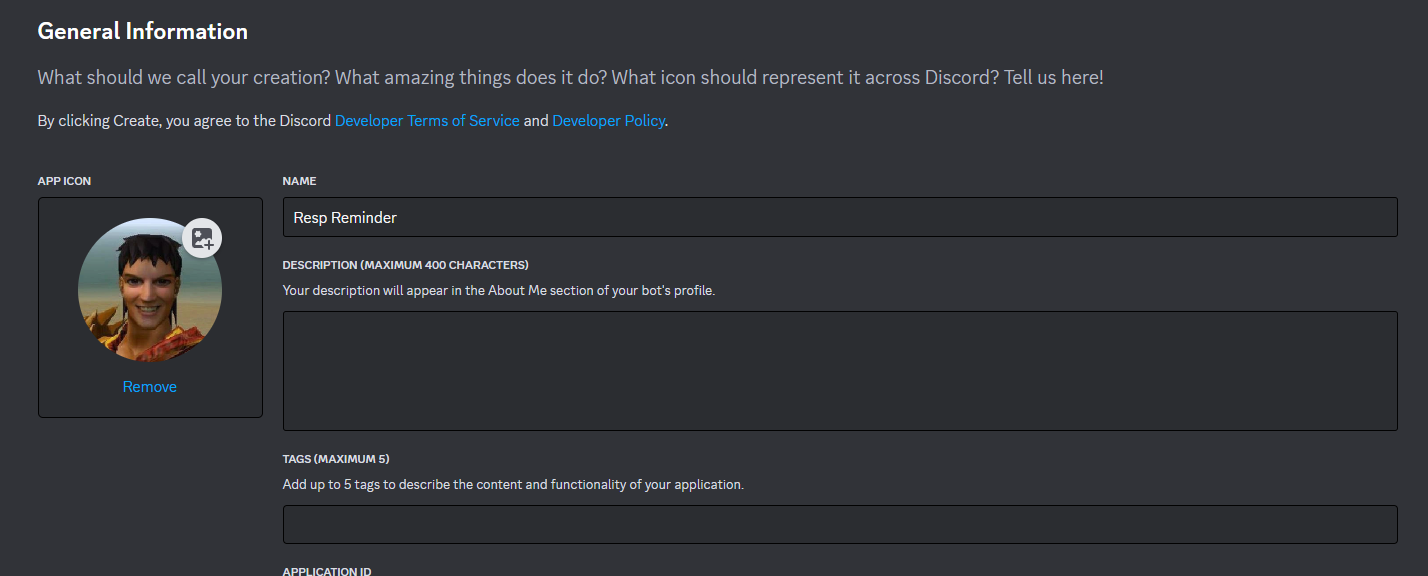 General Information
What should we call your creation? What amazing things does it do? What icon should represent it across Discord? Tell us here!
By clicking Create, you agree to the Discord Developer Terms of Service and Developer Policy.
APP ICON
Remove
NAME
Resp Reminder
DESCRIPTION (MAXIMUM 400 CHARACTERS)
Your description will appear in the About Me section of your bot's profile.
TAGS (MAXIMUM 5)
Add up to 5 tags to describe the content and functionality of your application.
APPLICATION ID